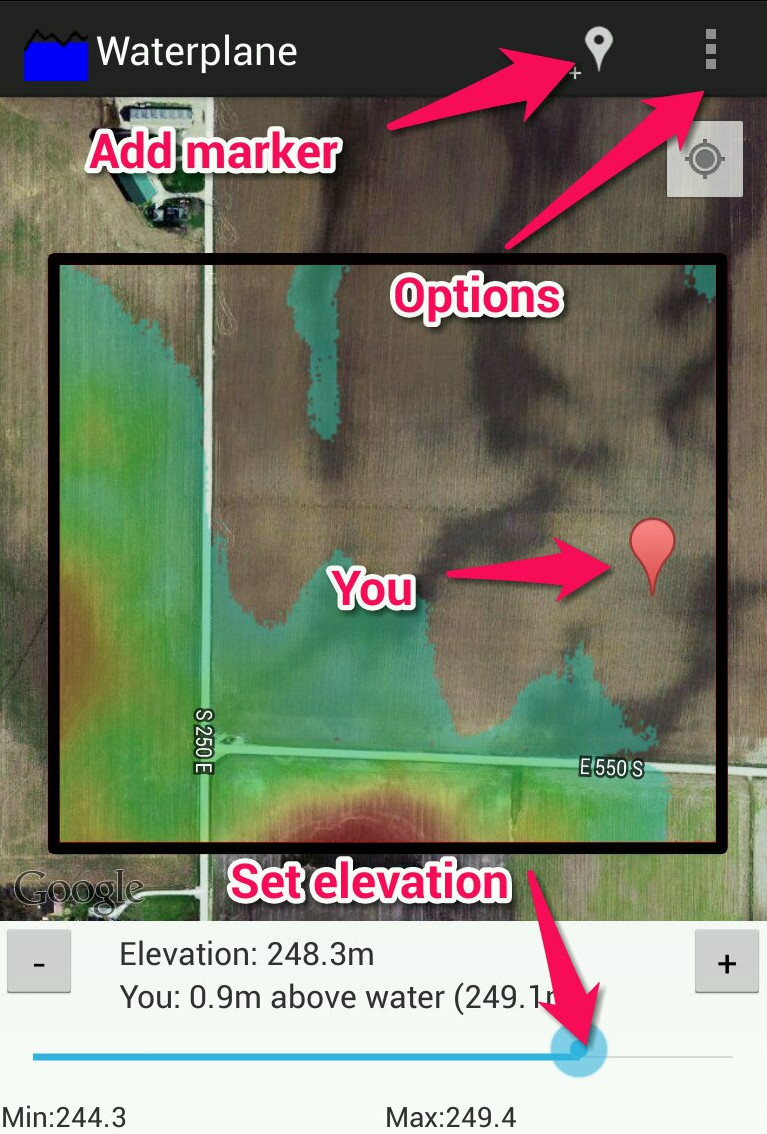 Waterplane
Add marker
Options
You
S 250 E
E 550 S
Google
Set elevation
-
Elevation: 248.3m
+
You: 0.9m above water (249.1
Min:244.3
Max:249.4